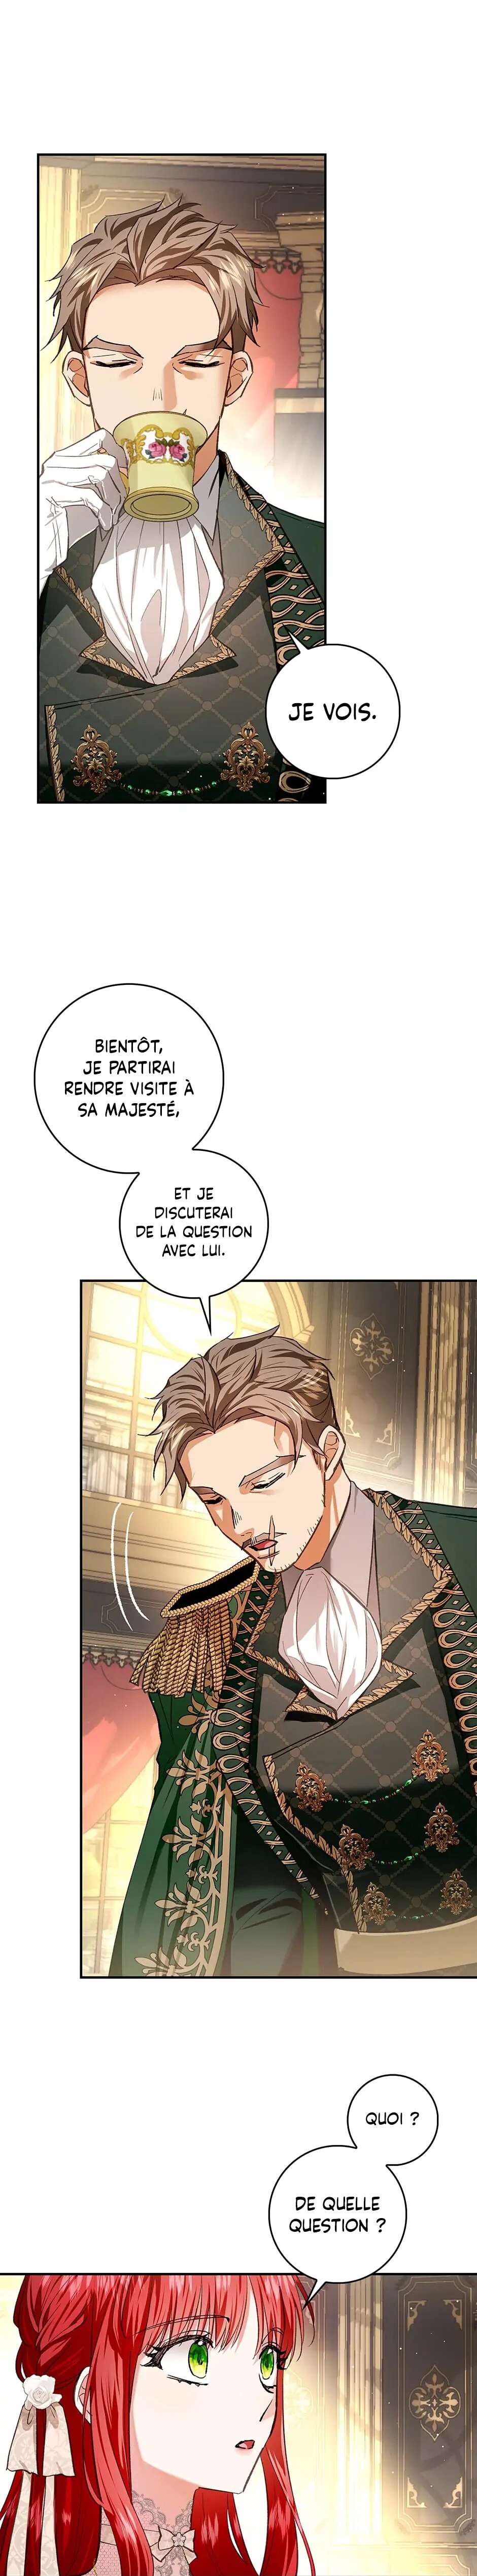 JE VOIS.
BIENTÔT,
JE PARTIRAI
RENDRE VISITE À
SA MAJESTÉ,
ET JE
DISCUTERAI
DE LA QUESTION
AVEC LUI.
QUOI ?
DE QUELLE
QUESTION ?